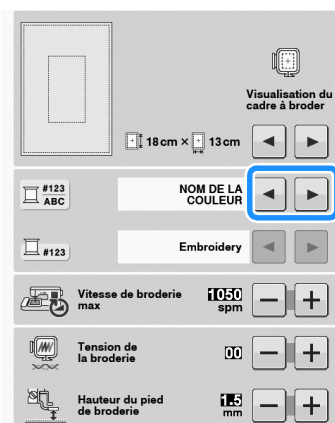 Visualisation du
cadre à broder
18 cm × 13 cm
#123
ABC
NOM DE LA
COULEUR
#123
Embroidery
Vitesse de broderie
max
1050
spm
Tension de
la broderie
00
Hauteur du pied
de broderie
1.5
mm